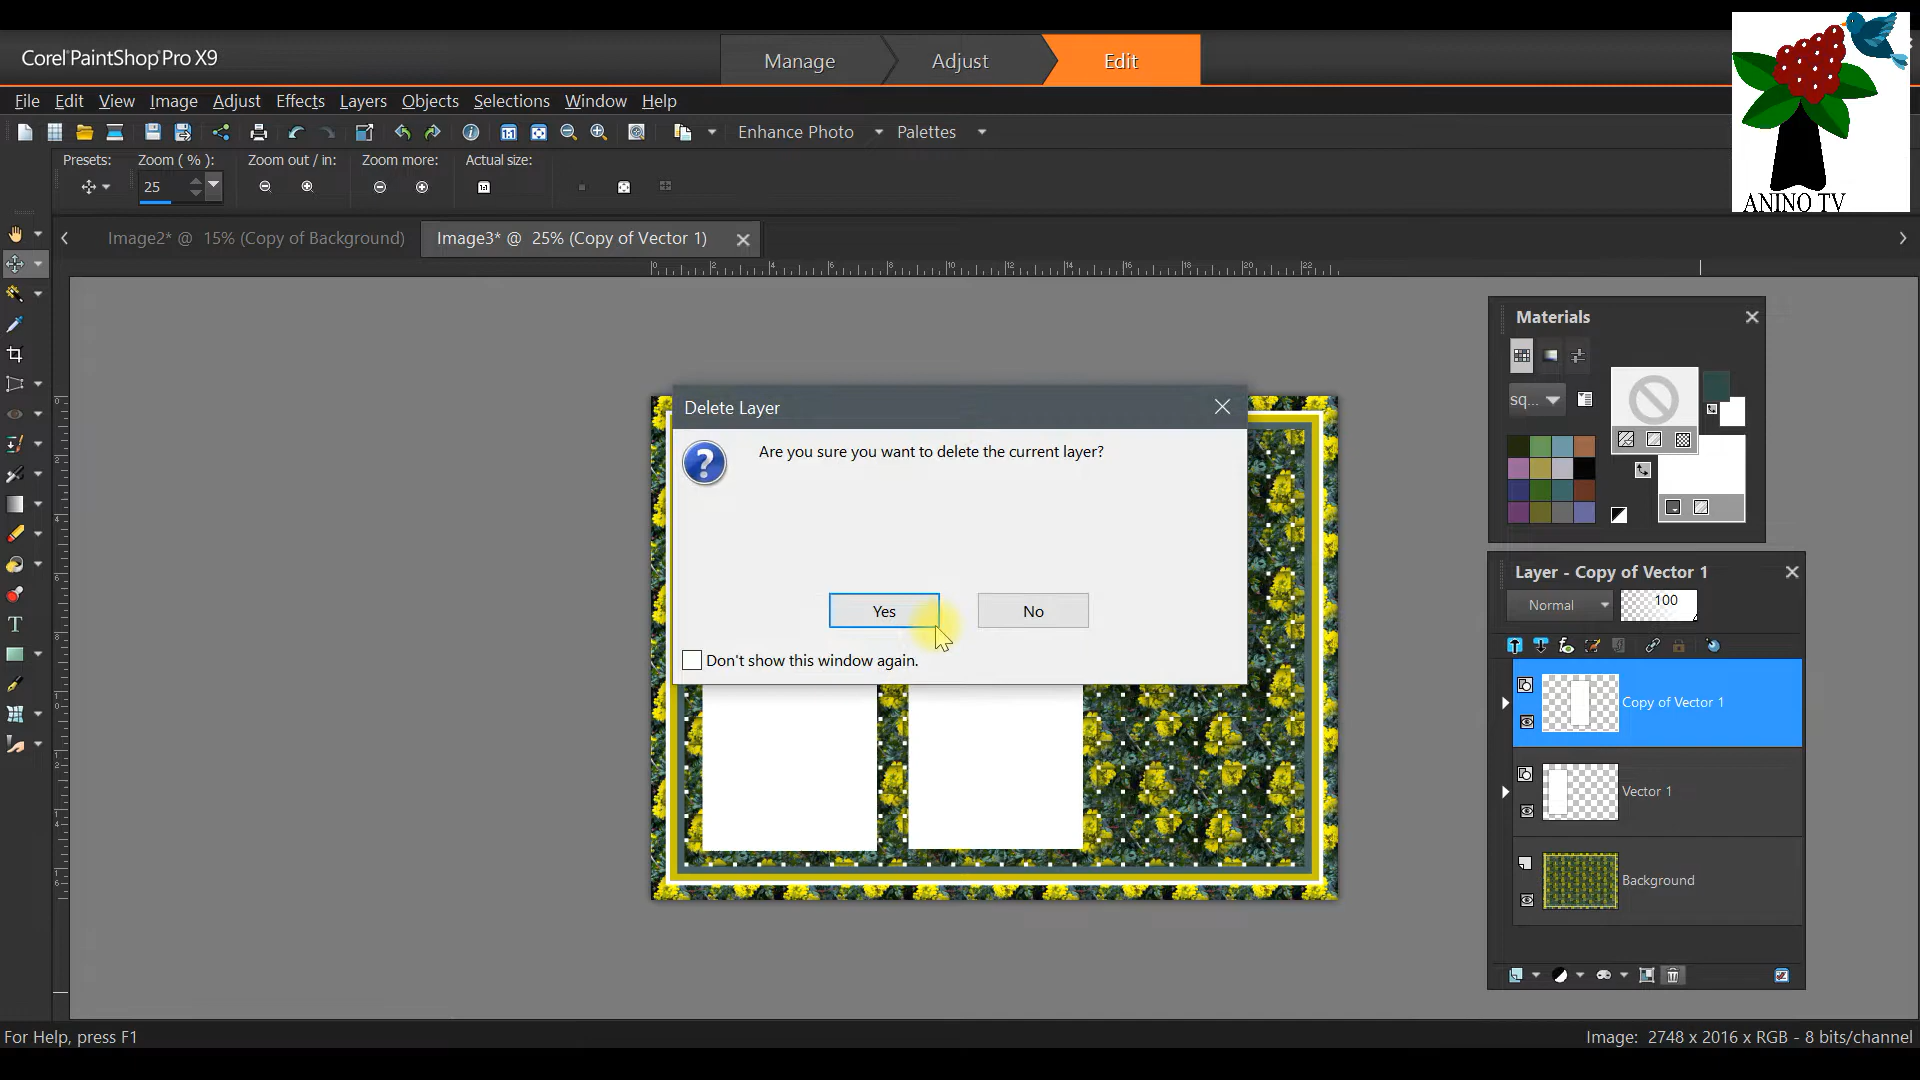 Corel PaintShop Pro X9
Manage
Adjust
Edit
ANINO TV
File Edit View Image Adjust Effects Layers Objects Selections Window Help
Enhance Photo
Palettes
Presets:
Zoom ( % ):
Zoom out / in:
Zoom more:
Actual size:
25
Image2* @ 15% (Copy of Background)
Image3* @ 25% (Copy of Vector 1)
Delete Layer
Are you sure you want to delete the current layer?
Yes
No
Don't show this window again.
Materials
sq...
Layer - Copy of Vector 1
Normal
100
Copy of Vector 1
Vector 1
Background
For Help, press F1
Image: 2748 x 2016 x RGB - 8 bits/channel